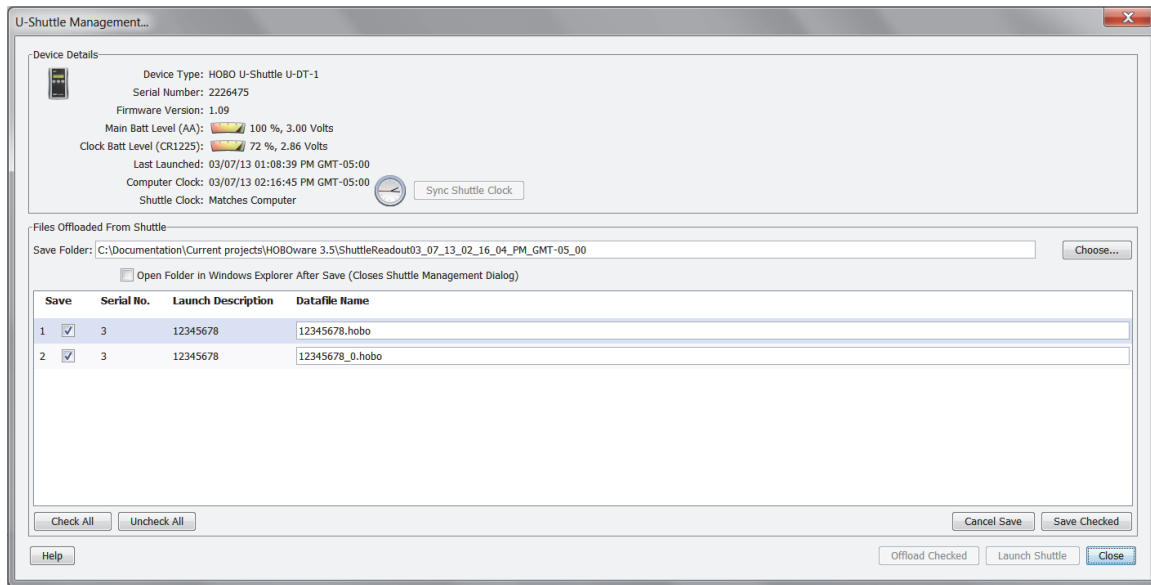 U-Shuttle Management...
Device Details
Device Type: HOBO U-Shuttle U-DT-1
Serial Number: 2226475
Firmware Version: 1.09
Main Batt Level (AA): 100 %, 3.00 Volts
Clock Batt Level (CR1225): 72 %, 2.86 Volts
Last Launched: 03/07/13 01:08:39 PM GMT-05:00
Computer Clock: 03/07/13 02:16:45 PM GMT-05:00
Sync Shuttle Clock
Shuttle Clock: Matches Computer
Files Offloaded From Shuttle
Save Folder: C:\Documentation\Current projects\HOBOware 3.5\ShuttleReadout03_07_13_02_16_04_PM_GMT-05_00 Choose...
Open Folder in Windows Explorer After Save (Closes Shuttle Management Dialog)
Save Serial No. Launch Description Datafile Name
1 3 12345678 12345678.hobo
2 3 12345678 12345678_0.hobo
Check All Uncheck All Cancel Save Save Checked
Help Offload Checked Launch Shuttle Close